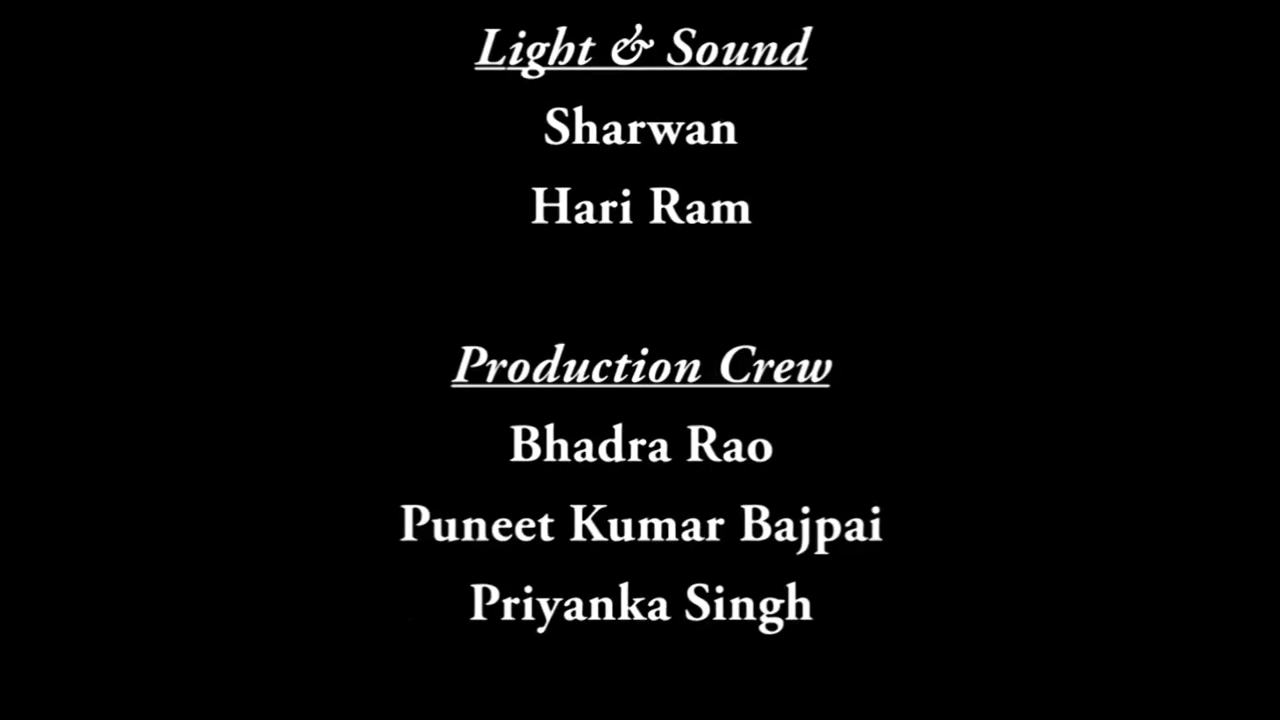 Light & Sound
Sharwan
Hari Ram
Production Crew
Bhadra Rao
Puneet Kumar Bajpai
Priyanka Singh